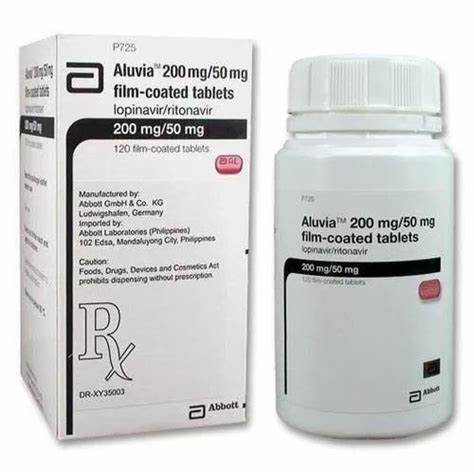 P725
Aluvia™ 200 mg/50 mg
film-coated tablets
lopinavir/ritonavir
200 mg/50 mg
120 film-coated tablets
Manufactured by:
Abbott GmbH & Co. KG
Ludwigshafen, Germany
Imported by:
Abbott Laboratories (Philippines)
102 Edsa, Mandaluyong City, Philippines
Caution:
Foods, Drugs, Devices and Cosmetics Act
prohibits dispensing without prescription.
Rx
DR-XY35003
Abbott
P725
Aluvia™ 200 mg/50 mg
film-coated tablets
lopinavir/ritonavir
200 mg/50 mg
120 film-coated tablets
Abbott